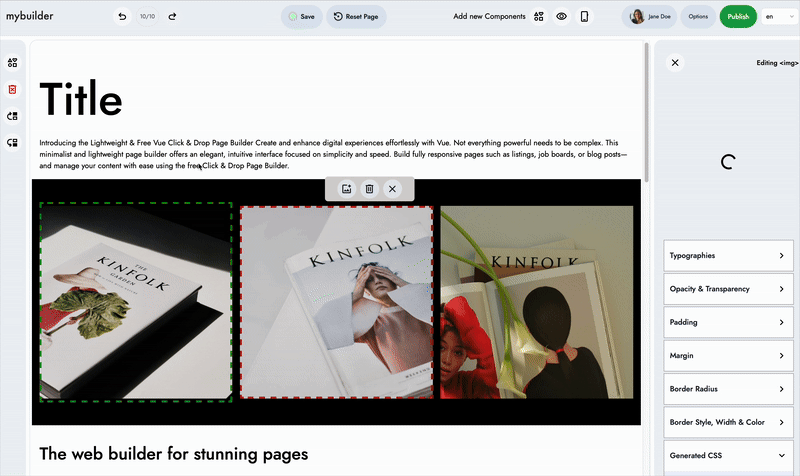 mybuilder
10/10
Save
Reset Page
Add new Components
Jane Doe
Options
Publish
en
Editing <img>
Title
Introducing the Lightweight & Free Vue Click & Drop Page Builder Create and enhance digital experiences effortlessly with Vue. Not everything powerful needs to be complex. This
minimalist and lightweight page builder offers an elegant, intuitive interface focused on simplicity and speed. Build fully responsive pages such as listings, job boards, or blog posts—
and manage your content with ease using the free Click & Drop Page Builder.
THE
GARDEN
KINFOLK
KINFOLK
KINFOLK
Typographies
Opacity & Transparency
Padding
Margin
Border Radius
Border Style, Width & Color
Generated CSS
The web builder for stunning pages